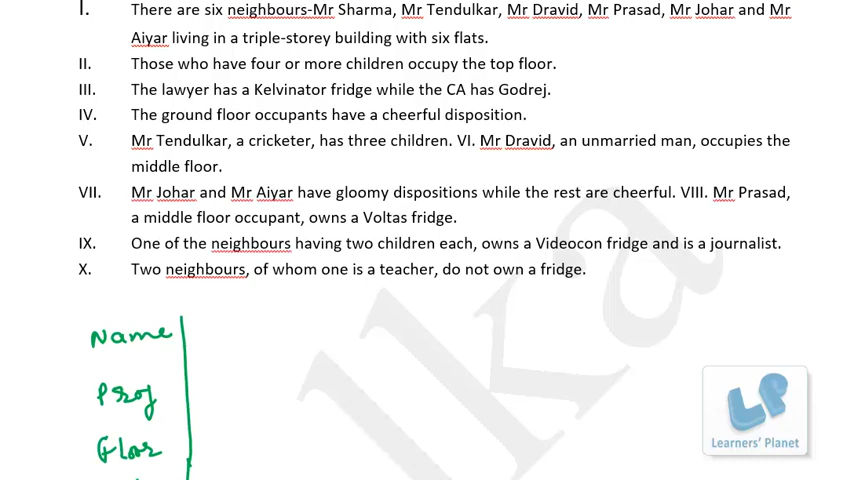 I. There are six neighbours-Mr Sharma, Mr Tendulkar, Mr Dravid, Mr Prasad, Mr Johar and Mr
Aiyar living in a triple-storey building with six flats.
II. Those who have four or more children occupy the top floor.
III. The lawyer has a Kelvinator fridge while the CA has Godrej.
IV. The ground floor occupants have a cheerful disposition.
V. Mr Tendulkar, a cricketer, has three children. VI. Mr Dravid, an unmarried man, occupies the
middle floor.
VII. Mr Johar and Mr Aiyar have gloomy dispositions while the rest are cheerful. VIII. Mr Prasad,
a middle floor occupant, owns a Voltas fridge.
IX. One of the neighbours having two children each, owns a Videocon fridge and is a journalist.
X. Two neighbours, of whom one is a teacher, do not own a fridge.
Name
Prof
Floor
LP
Learners' Planet